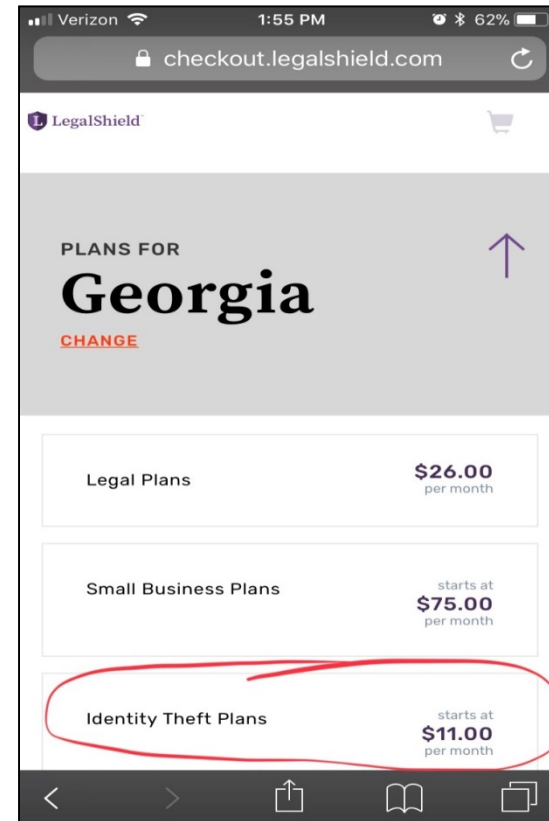 Verizon 1:55 PM 62%
checkout.legalshield.com
L LegalShield
PLANS FOR
Georgia
CHANGE
Legal Plans $26.00
per month
Small Business Plans starts at
$75.00
per month
Identity Theft Plans starts at
$11.00
per month